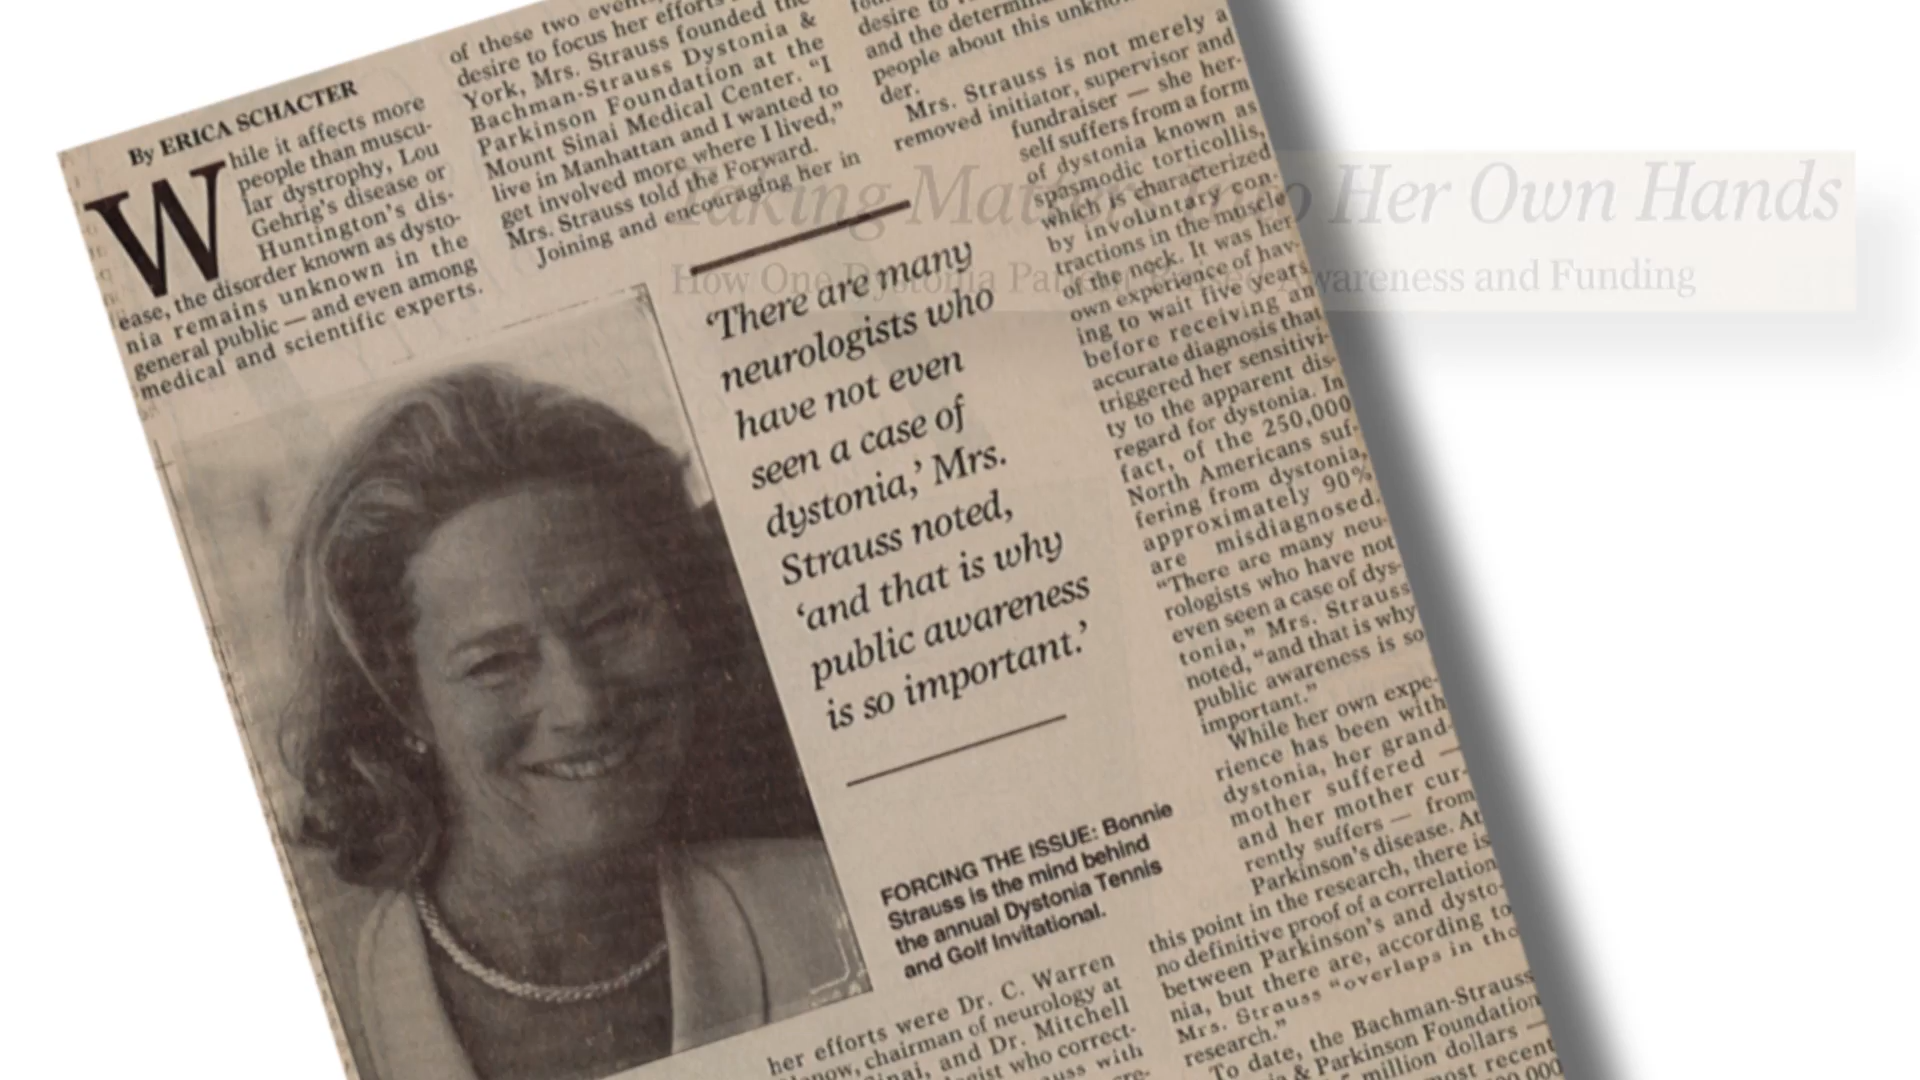 By ERICA SCHACTER
While it affects more
people than muscu-
lar dystrophy, Lou
Gehrig's disease or
Huntington's dis-
ease, the disorder known as dysto-
nia remains unknown in the
general public — and even among
medical and scientific experts.
of these two
desire to focus her efforts
York, Mrs. Strauss founded the
Bachman-Strauss Dystonia &
Parkinson Foundation at the
Mount Sinai Medical Center. "I
live in Manhattan and I wanted to
get involved more where I lived,"
Mrs. Strauss told the Forward.
Joining and encouraging her in
'There are many
neurologists who
have not even
seen a case of
dystonia,' Mrs.
Strauss noted,
'and that is why
public awareness
is so important.'
FORCING THE ISSUE: Bonnie
Strauss is the mind behind
the annual Dystonia Tennis
and Golf Invitational.
her efforts were Dr. C. Warren
chairman of neurology at
and Dr. Mitchell
who correct-
with
desire to
and the
people about this
der.
Mrs. Strauss is not merely a
removed initiator, supervisor and
fundraiser — she her-
self suffers from a form
of dystonia known as
spasmodic torticollis,
which is characterized
by involuntary con-
tractions in the muscle
of the neck. It was her
own experience of hav-
ing to wait five years
before receiving an
accurate diagnosis that
triggered her sensitivi-
ty to the apparent dis-
regard for dystonia. In
fact, of the 250,000
North Americans suf-
fering from dystonia,
approximately 90%
are misdiagnosed.
"There are many neu-
rologists who have not
even seen a case of dys-
tonia," Mrs. Strauss
noted, "and that is why
public awareness is so
important."
While her own expe-
rience has been with
dystonia, her grand-
mother suffered —
and her mother cur-
rently suffers — from
Parkinson's disease. At
this point in the research, there is
no definitive proof of a correlation
between Parkinson's and dysto-
nia, but there are, according to
Mrs. Strauss "overlaps in the
research."
To date, the Bachman-Strauss
& Parkinson Foundation
million dollars —
most recent
Taking Matters Into Her Own Hands
How One Dystonia Awareness and Funding